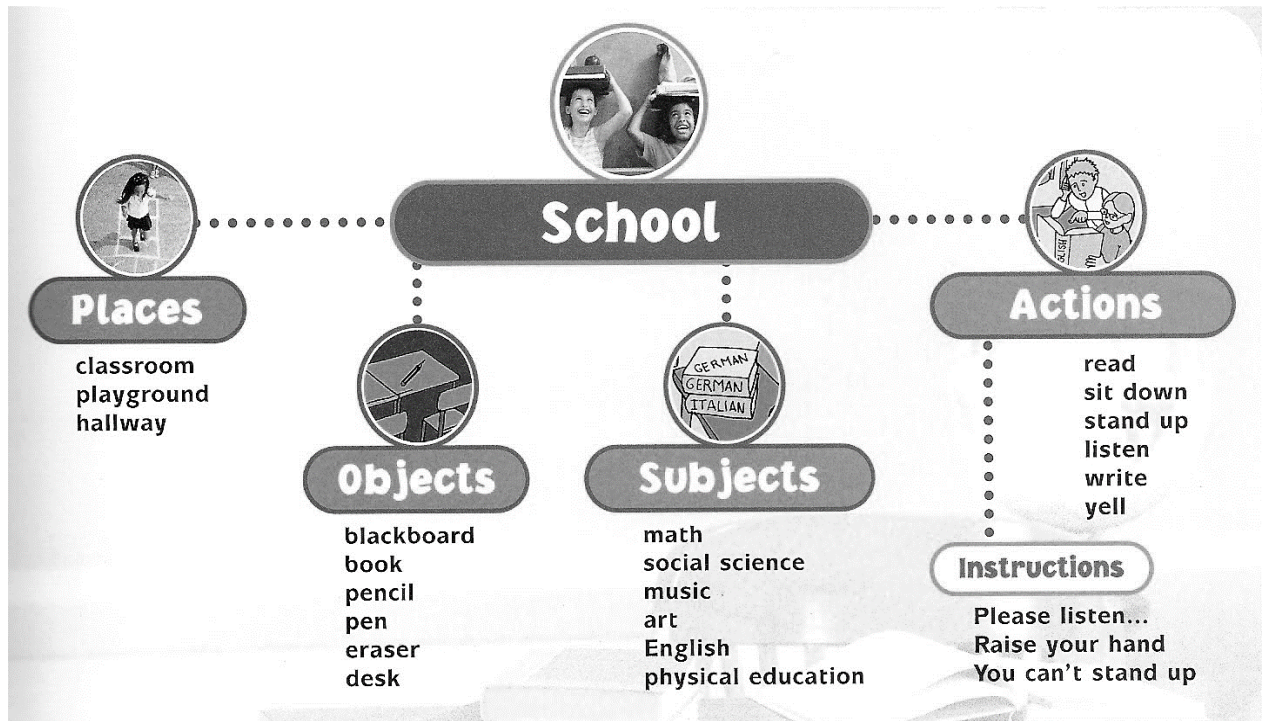 School
Places
classroom
playground
hallway
Objects
blackboard
book
pencil
pen
eraser
desk
GERMAN
GERMAN
ITALIAN
Subjects
math
social science
music
art
English
physical education
Actions
read
sit down
stand up
listen
write
yell
Instructions
Please listen...
Raise your hand
You can't stand up